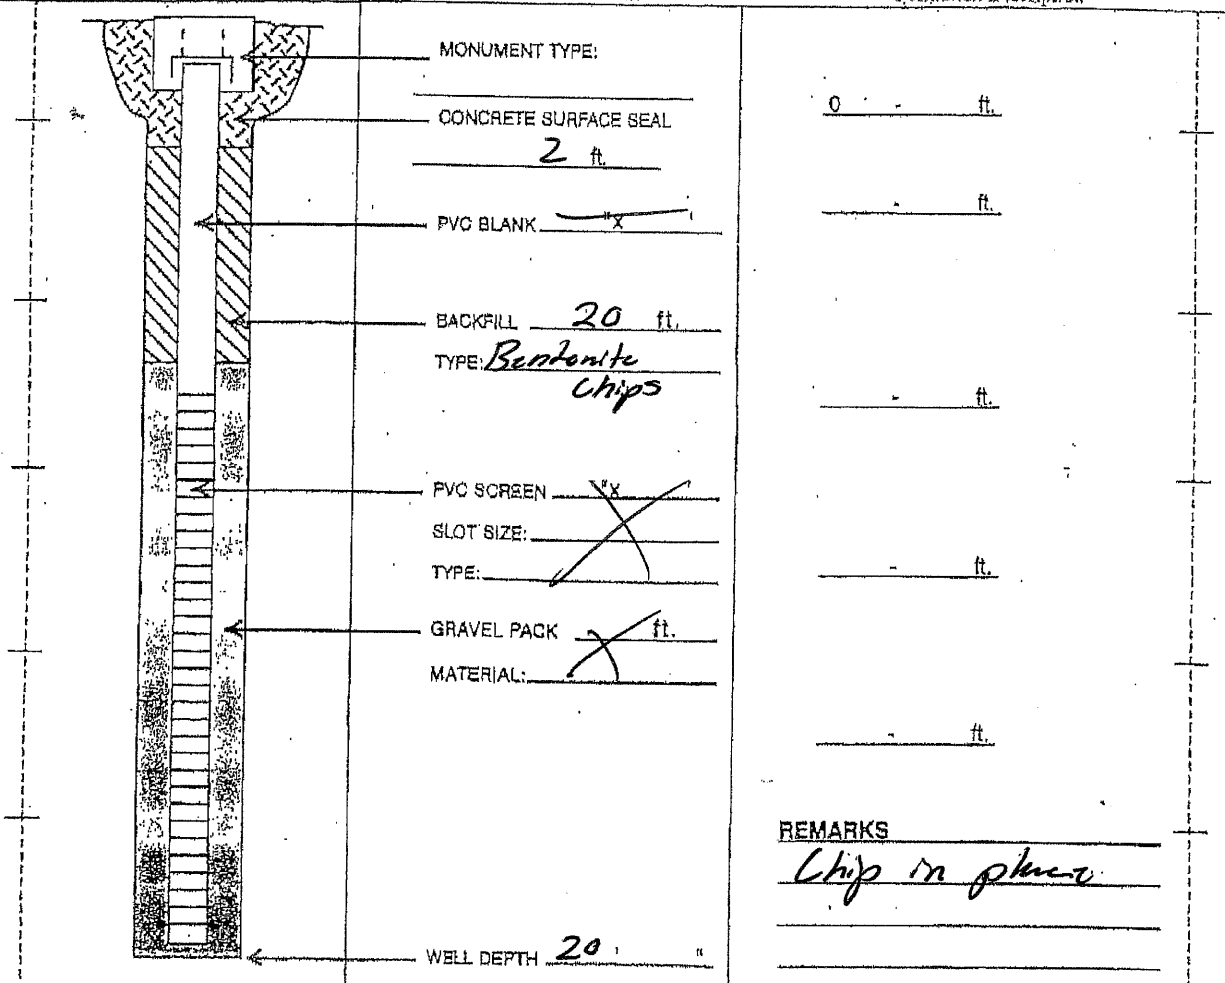 MONUMENT TYPE:
CONCRETE SURFACE SEAL
2 ft.
PVC BLANK "x '
BACKFILL 20 ft.
TYPE: Bentonite
Chips
PVC SCREEN "x
SLOT SIZE:
TYPE:
GRAVEL PACK ft.
MATERIAL:
WELL DEPTH 20 ' "
0 - ft.
- ft.
- ft.
- ft.
- ft.
REMARKS
Chip in place